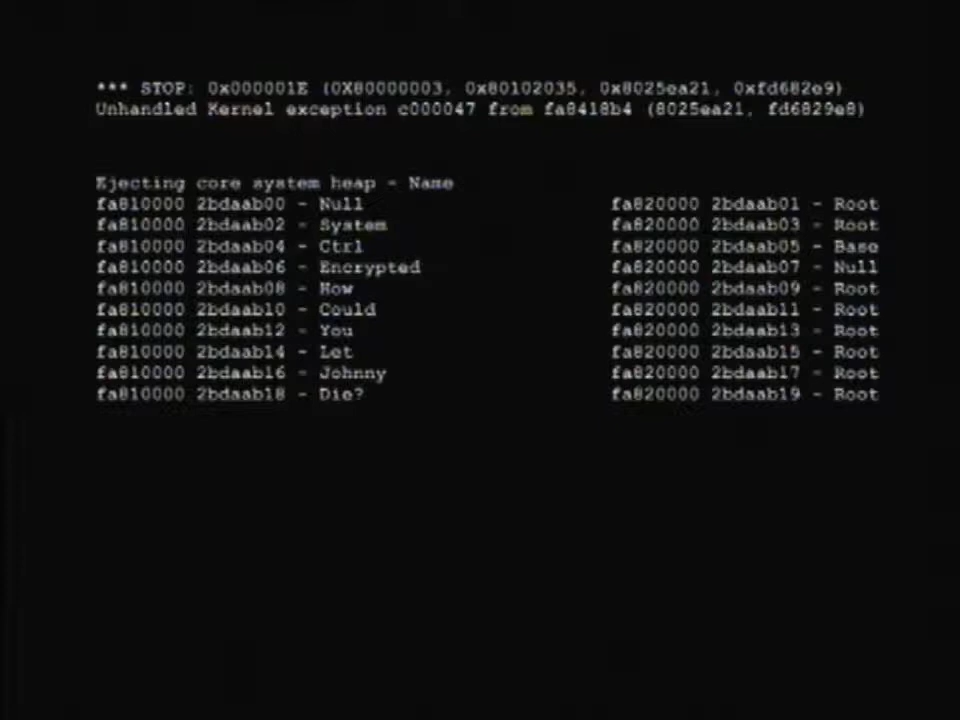 *** STOP: 0x000001E (0X80000003, 0x80102035, 0x8025ea21, 0xfd682e9)
Unhandled Kernel exception c000047 from fa8418b4 (8025ea21, fd6829e8)
Ejecting core system heap - Name
fa810000 2bdaab00 - Null fa820000 2bdaab01 - Root
fa810000 2bdaab02 - System fa820000 2bdaab03 - Root
fa810000 2bdaab04 - Ctrl fa820000 2bdaab05 - Base
fa810000 2bdaab06 - Encrypted fa820000 2bdaab07 - Null
fa810000 2bdaab08 - How fa820000 2bdaab09 - Root
fa810000 2bdaab10 - Could fa820000 2bdaab11 - Root
fa810000 2bdaab12 - You fa820000 2bdaab13 - Root
fa810000 2bdaab14 - Let fa820000 2bdaab15 - Root
fa810000 2bdaab16 - Johnny fa820000 2bdaab17 - Root
fa810000 2bdaab18 - Die? fa820000 2bdaab19 - Root